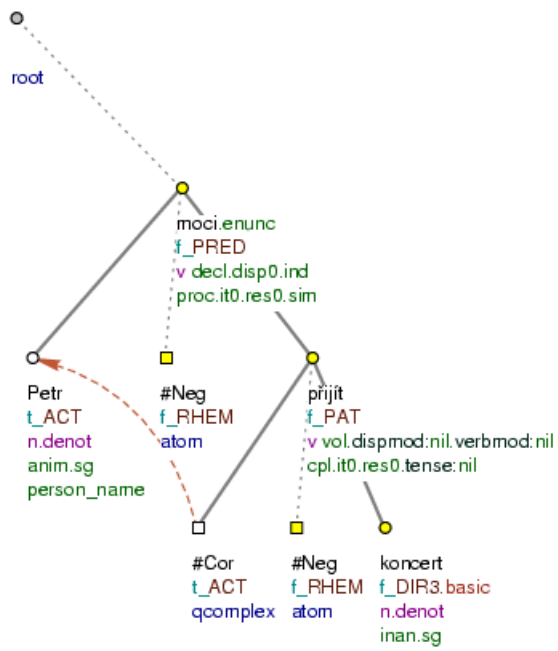 root
moci.enunc
f_PRED
v decl.disp0.ind
proc.it0.res0.sim
Petr
t_ACT
n.denot
anim.sg
person_name
#Neg
f_RHEM
atom
přijít
f_PAT
v vol.dispmod:nil.verbmod:nil
cpl.it0.res0.tense:nil
#Cor
t_ACT
qcomplex
#Neg
f_RHEM
atom
koncert
f_DIR3.basic
n.denot
inan.sg